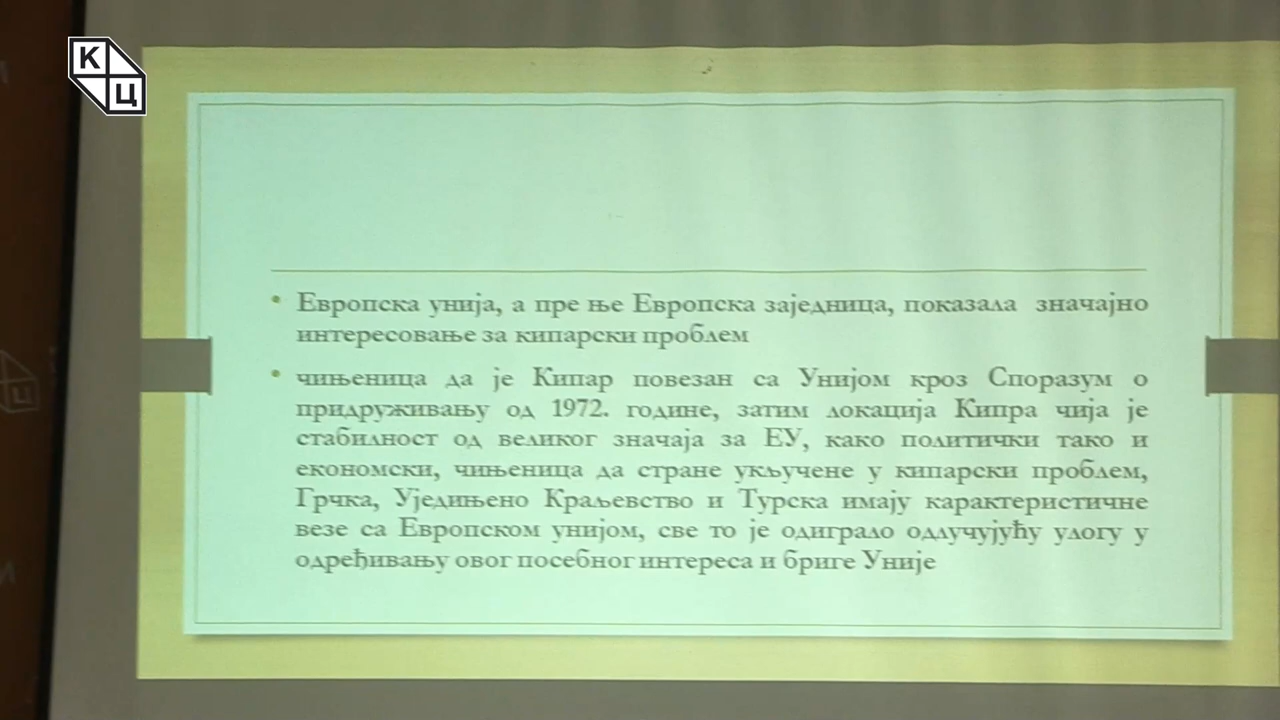 К
Ц
Европска унија, а пре ње Европска заједница, показала значајно
интересовање за кипарски проблем
чињеница да је Кипар повезан са Унијом кроз Споразум о
придруживању од 1972. године, затим локација Кипра чија је
стабилност од великог значаја за ЕУ, како политички тако и
економски, чињеница да стране укључене у кипарски проблем,
Грчка, Уједињено Краљевство и Турска имају карактеристичне
везе са Европском унијом, све то је одиграло одлучујућу улогу у
одређивању овог посебног интереса и бриге Уније